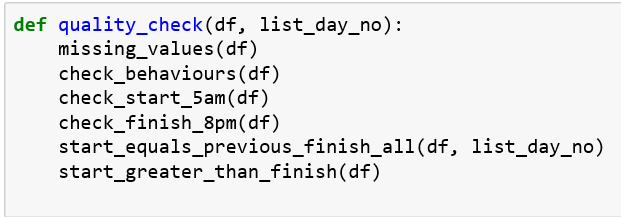 def quality_check(df, list_day_no):
    missing_values(df)
    check_behaviours(df)
    check_start_5am(df)
    check_finish_8pm(df)
    start_equals_previous_finish_all(df, list_day_no)
    start_greater_than_finish(df)